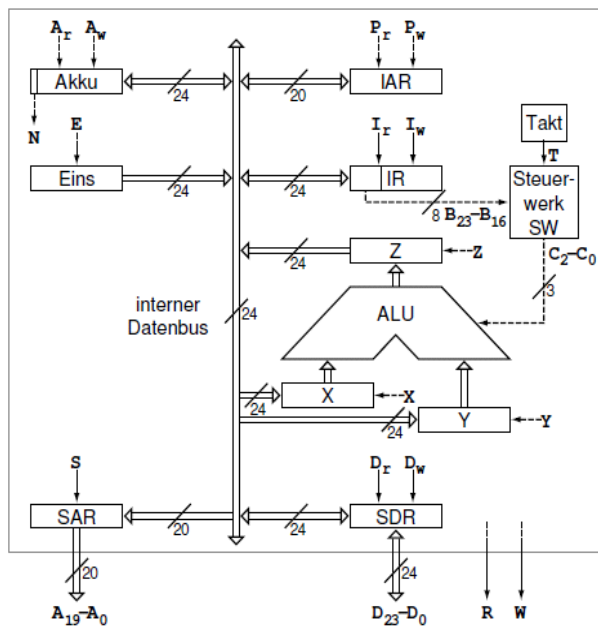 Ar Aw Pr Pw
Akku 24 20 IAR
N E Ir Iw Takt
T
Eins 24 24 IR Steuer-
werk
SW
8 B23–B16
24 Z Z C2–C0
3
interner
Datenbus 24 ALU
24 X X
24 Y Y
S Dr Dw
SAR 20 24 SDR
20 24
A19–A0 D23–D0 R W